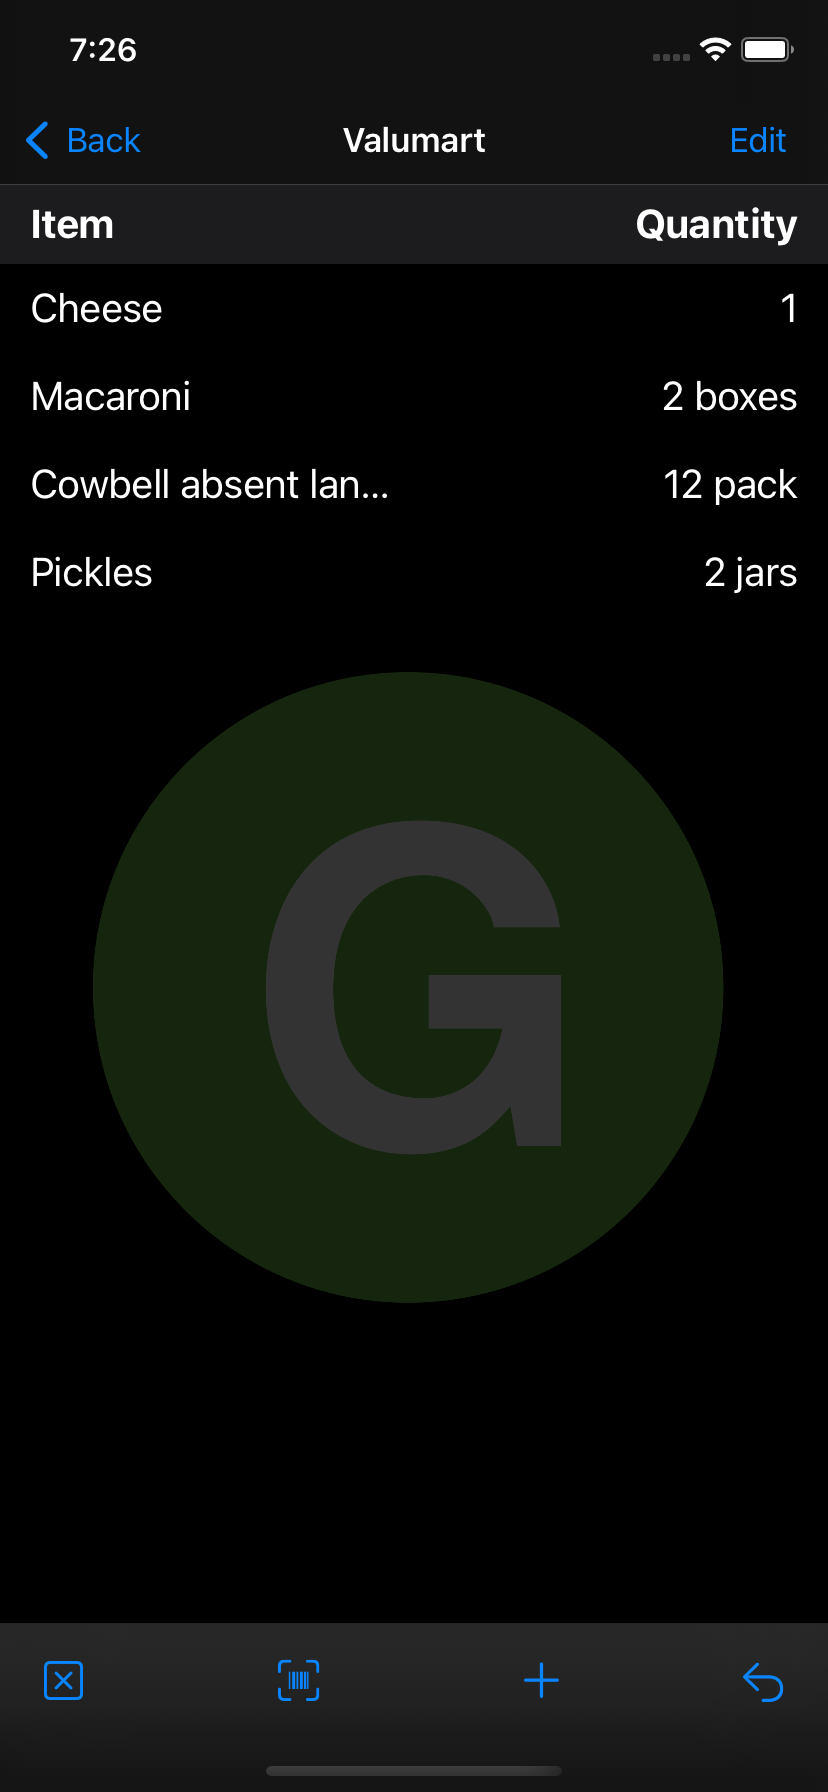 7:26
Back Valumart Edit
Item Quantity
Cheese 1
Macaroni 2 boxes
Cowbell absent lan... 12 pack
Pickles 2 jars
G